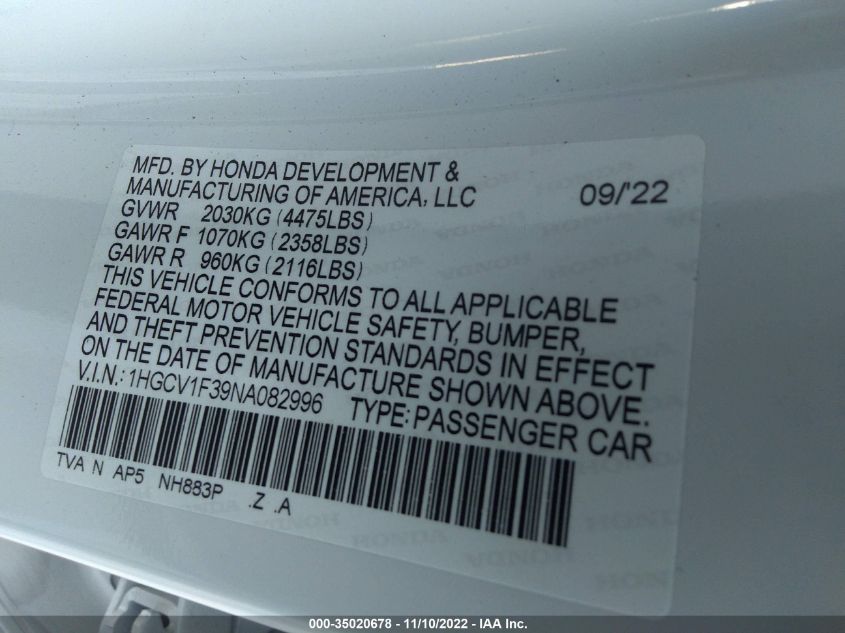 MFD. BY HONDA DEVELOPMENT &
MANUFACTURING OF AMERICA, LLC 09/'22
GVWR 2030KG (4475LBS)
GAWR F 1070KG (2358LBS)
GAWR R 960KG (2116LBS)
THIS VEHICLE CONFORMS TO ALL APPLICABLE
FEDERAL MOTOR VEHICLE SAFETY, BUMPER,
AND THEFT PREVENTION STANDARDS IN EFFECT
ON THE DATE OF MANUFACTURE SHOWN ABOVE.
V.I.N.: 1HGCV1F39NA082996 TYPE: PASSENGER CAR
TVA N AP5 NH883P .Z .A
000-35020678 - 11/10/2022 - IAA Inc.